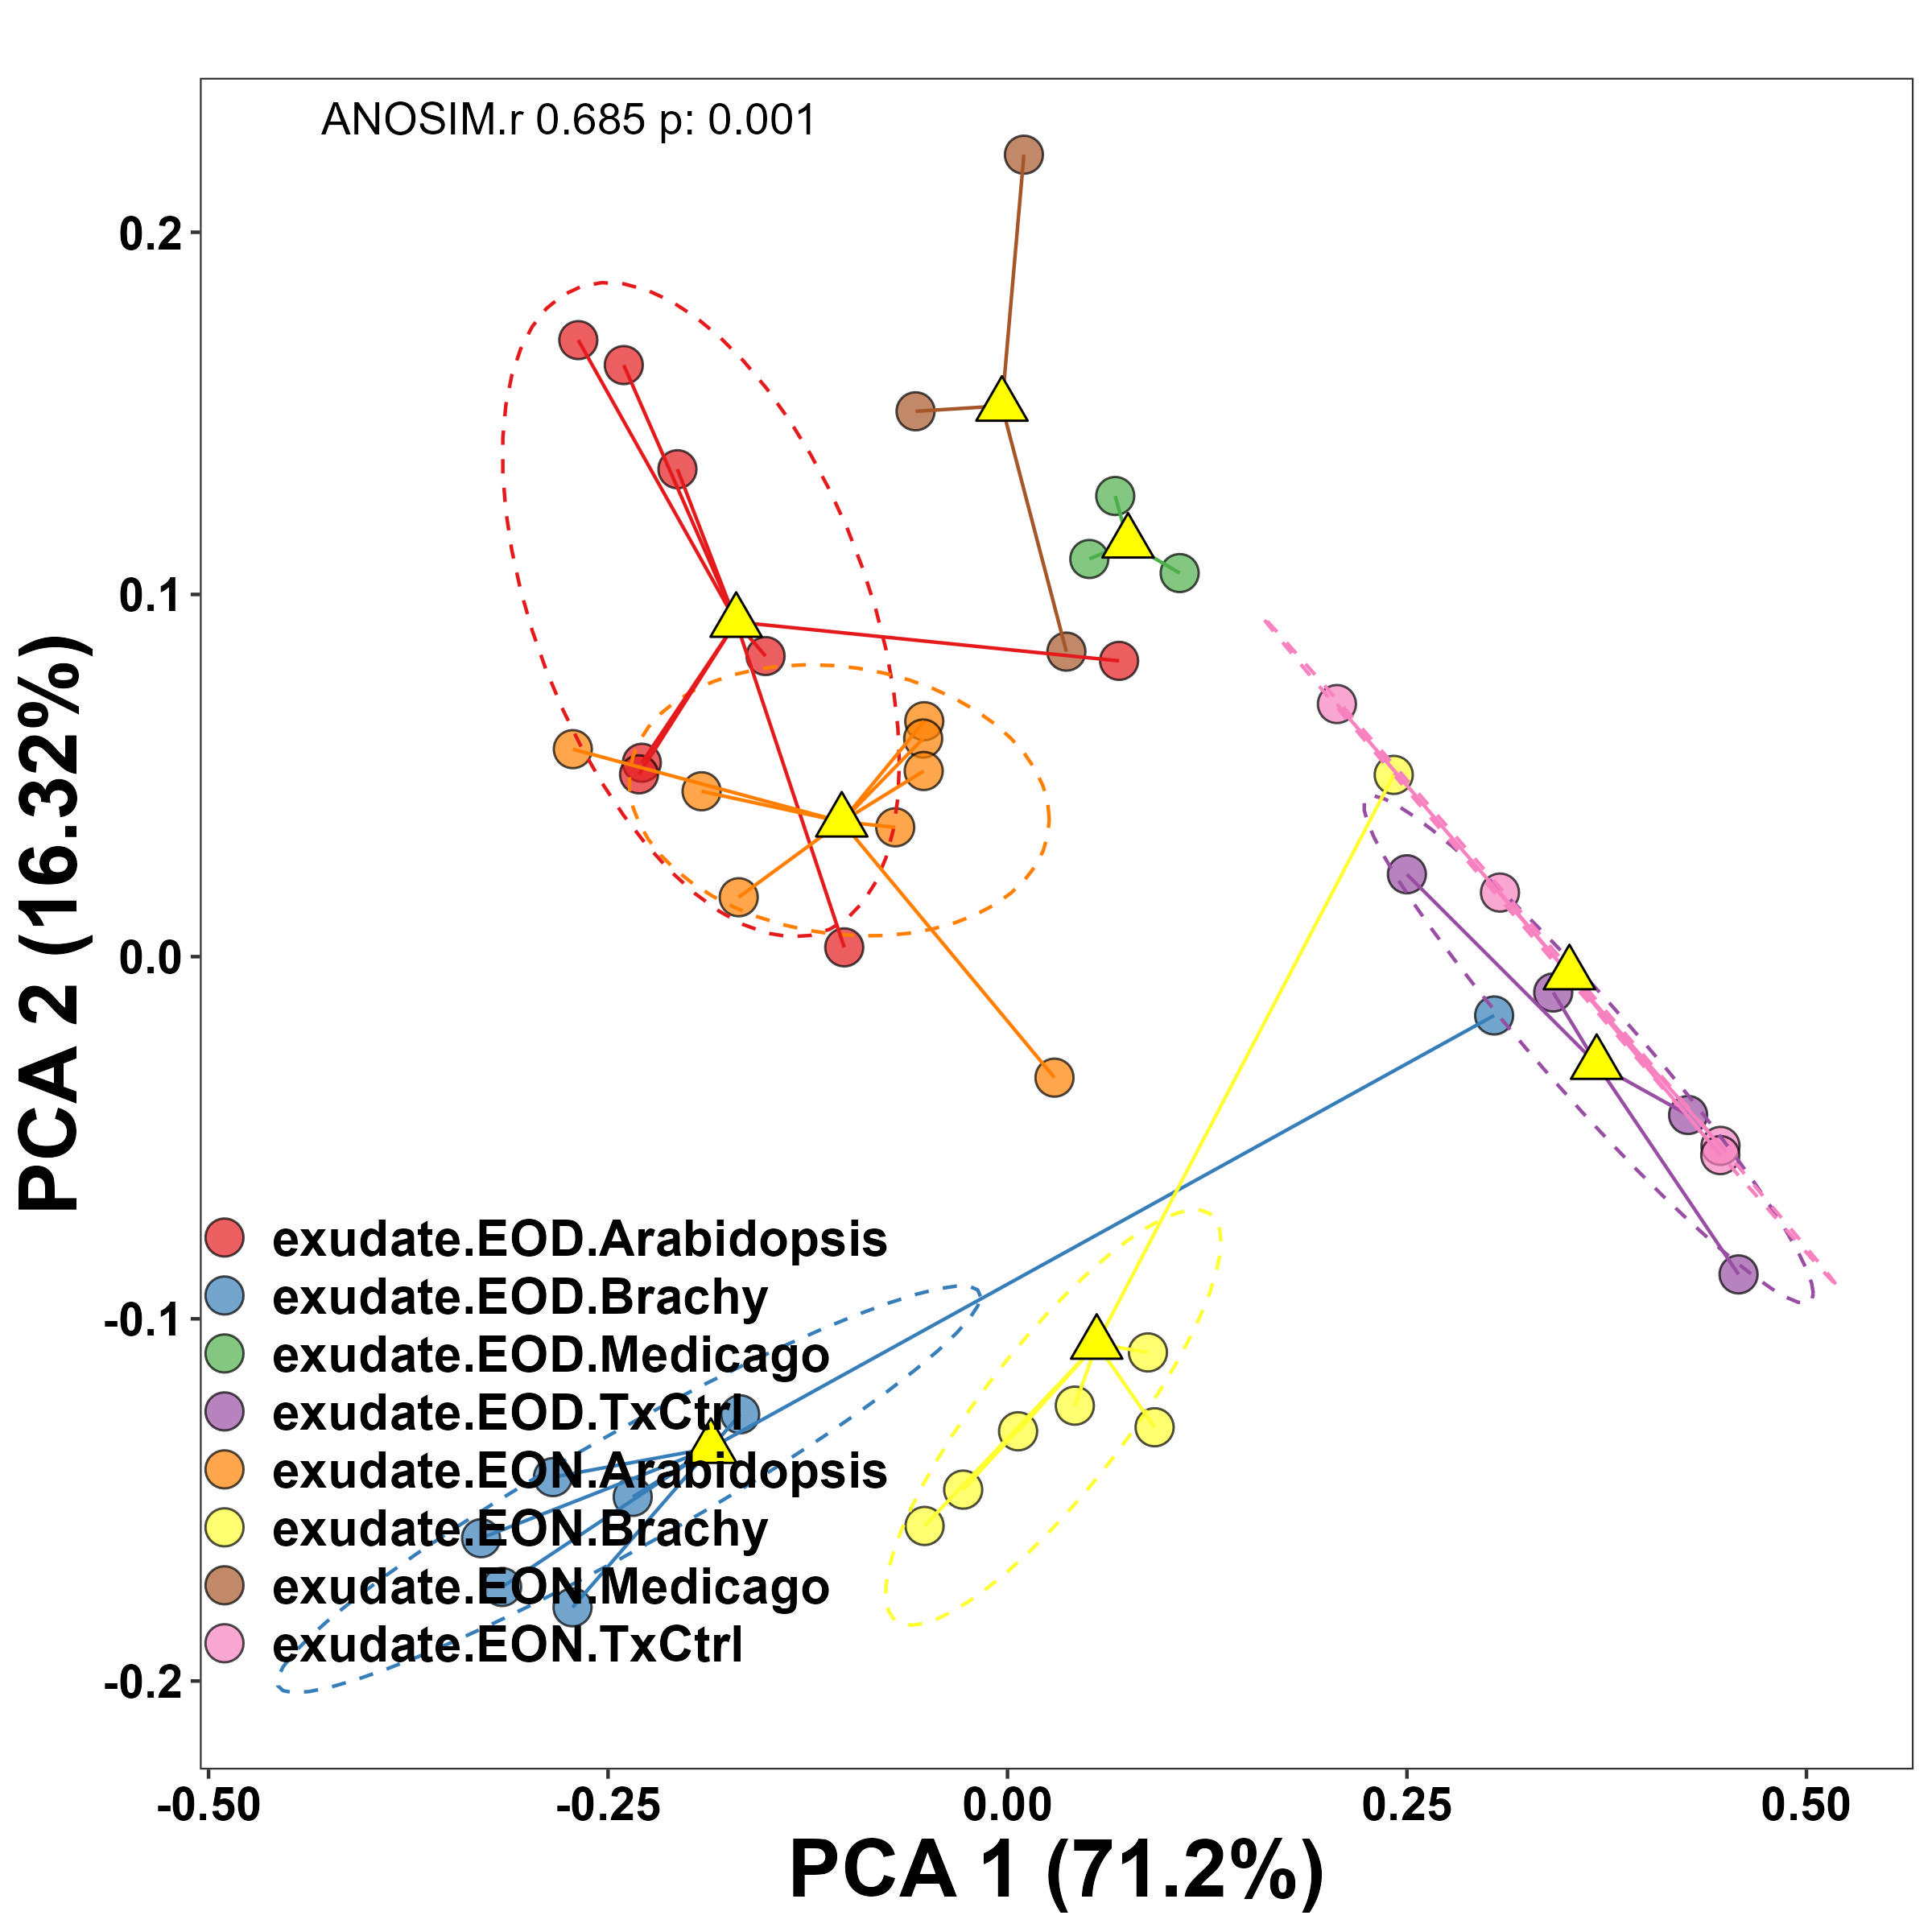 ANOSIM.r 0.685 p: 0.001
0.2
0.1
0.0
-0.1
-0.2
PCA 2 (16.32%)
exudate.EOD.Arabidopsis
exudate.EOD.Brachy
exudate.EOD.Medicago
exudate.EOD.TxCtrl
exudate.EON.Arabidopsis
exudate.EON.Brachy
exudate.EON.Medicago
exudate.EON.TxCtrl
-0.50 -0.25 0.00 0.25 0.50
PCA 1 (71.2%)